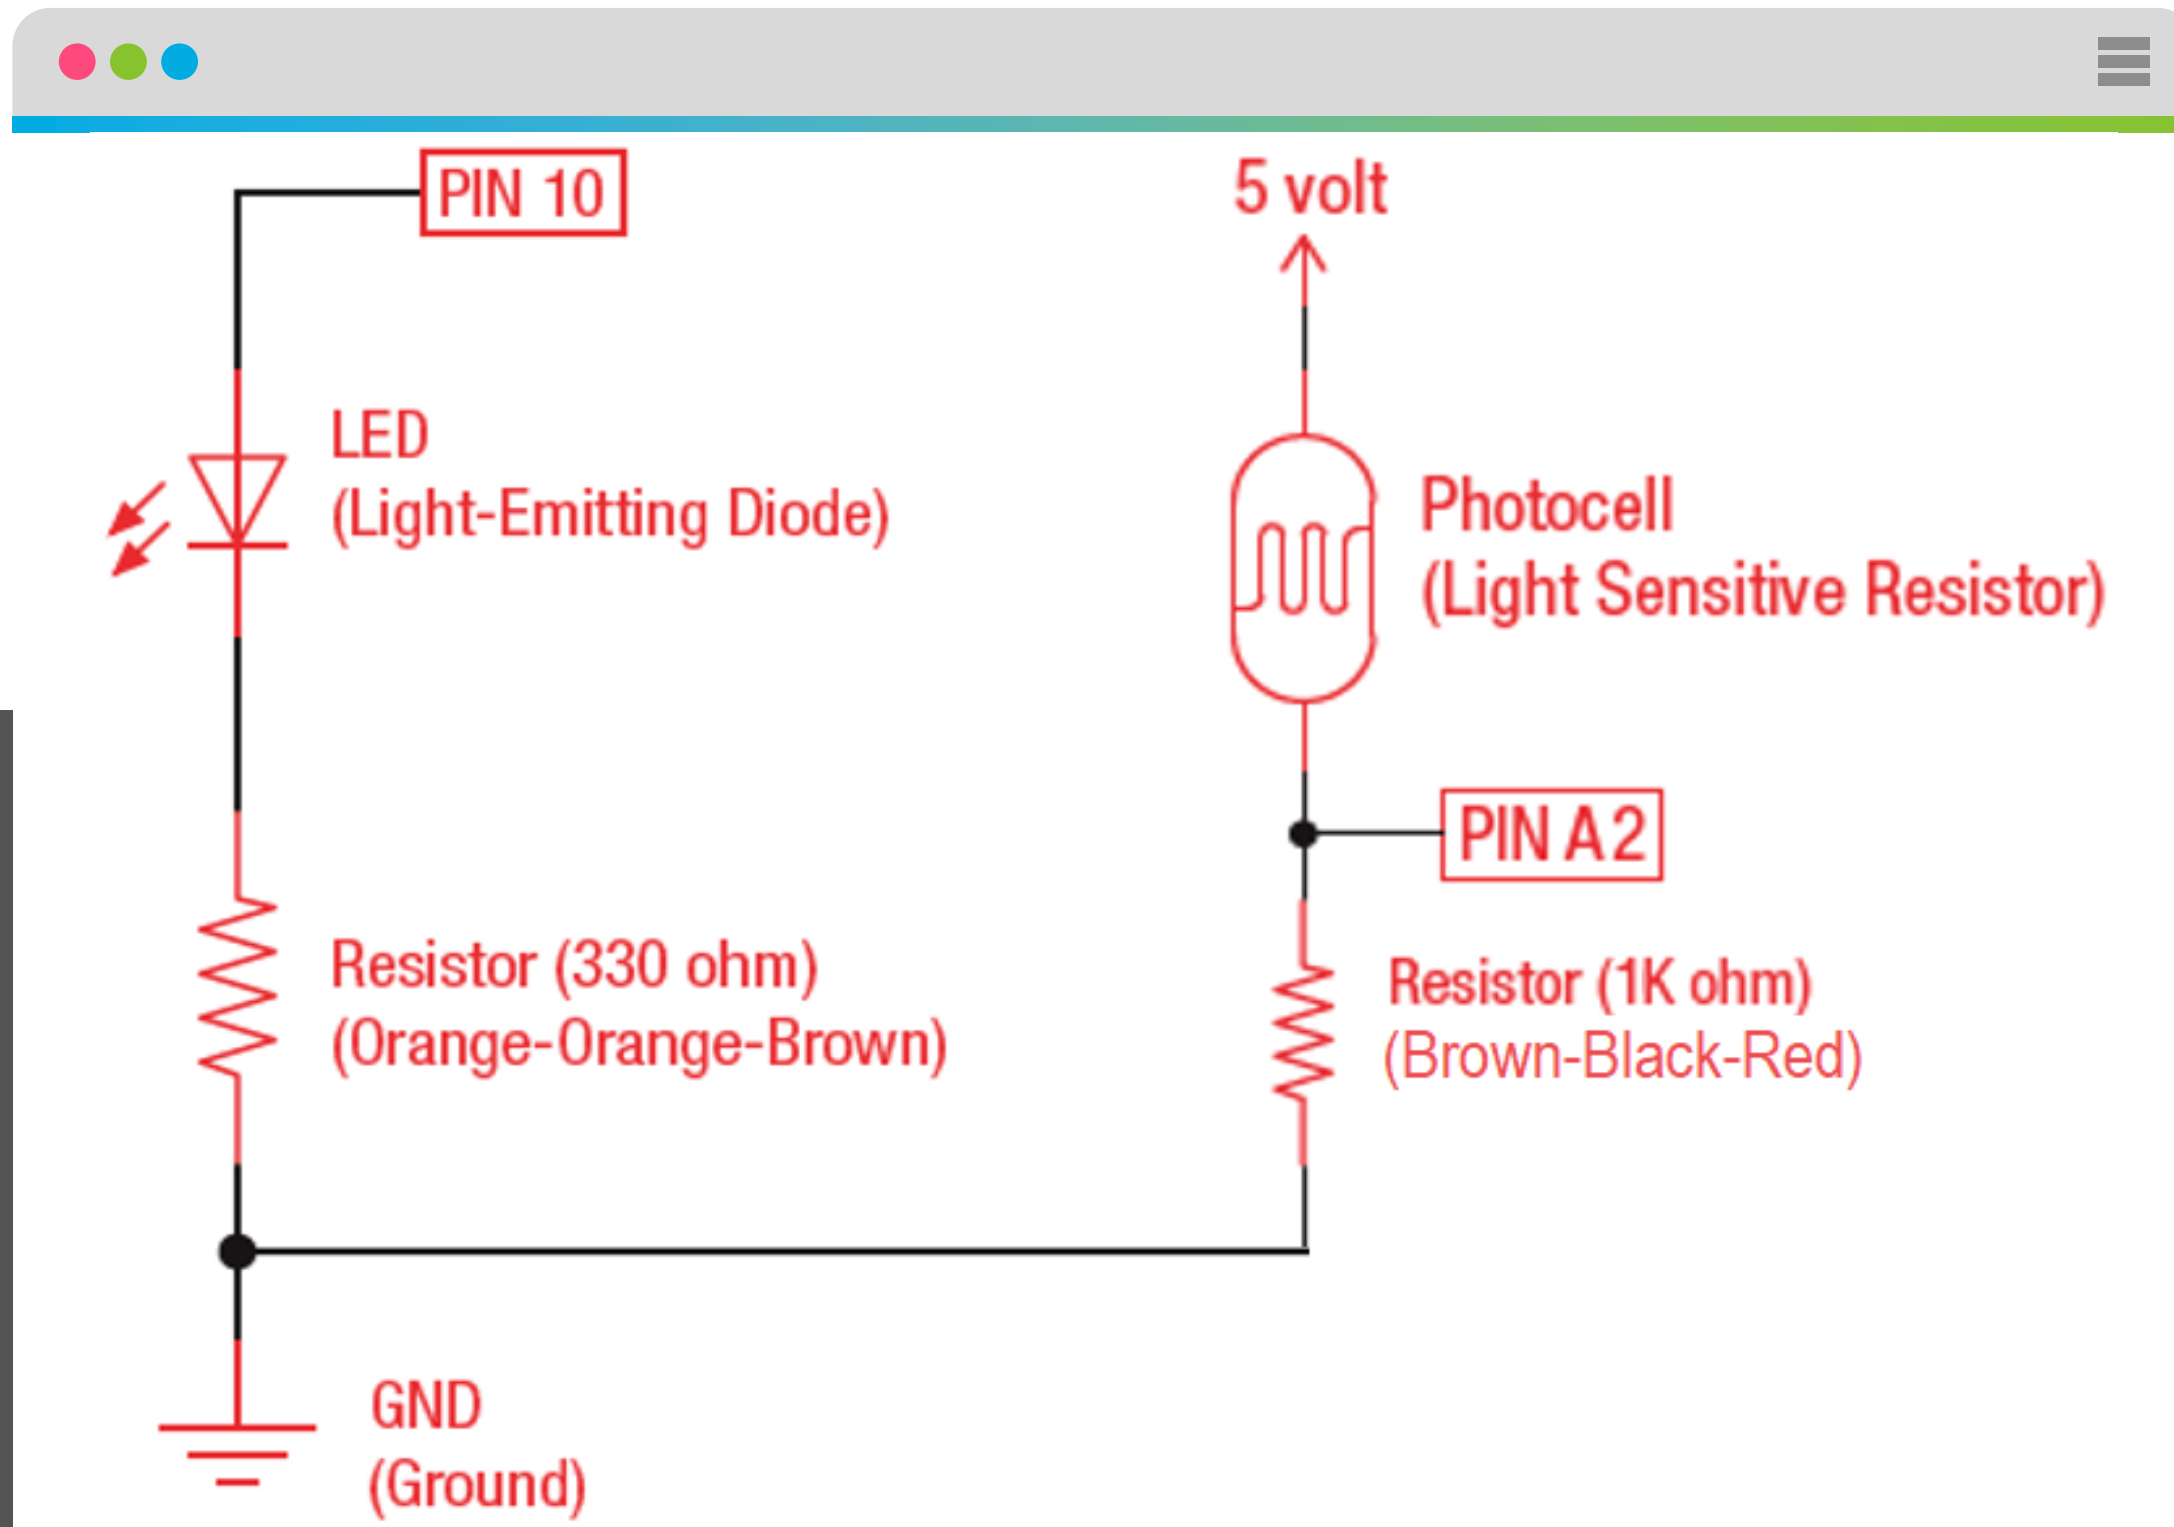 PIN 10
5 volt
LED
(Light-Emitting Diode)
Photocell
(Light Sensitive Resistor)
PIN A2
Resistor (330 ohm)
(Orange-Orange-Brown)
Resistor (1K ohm)
(Brown-Black-Red)
GND
(Ground)